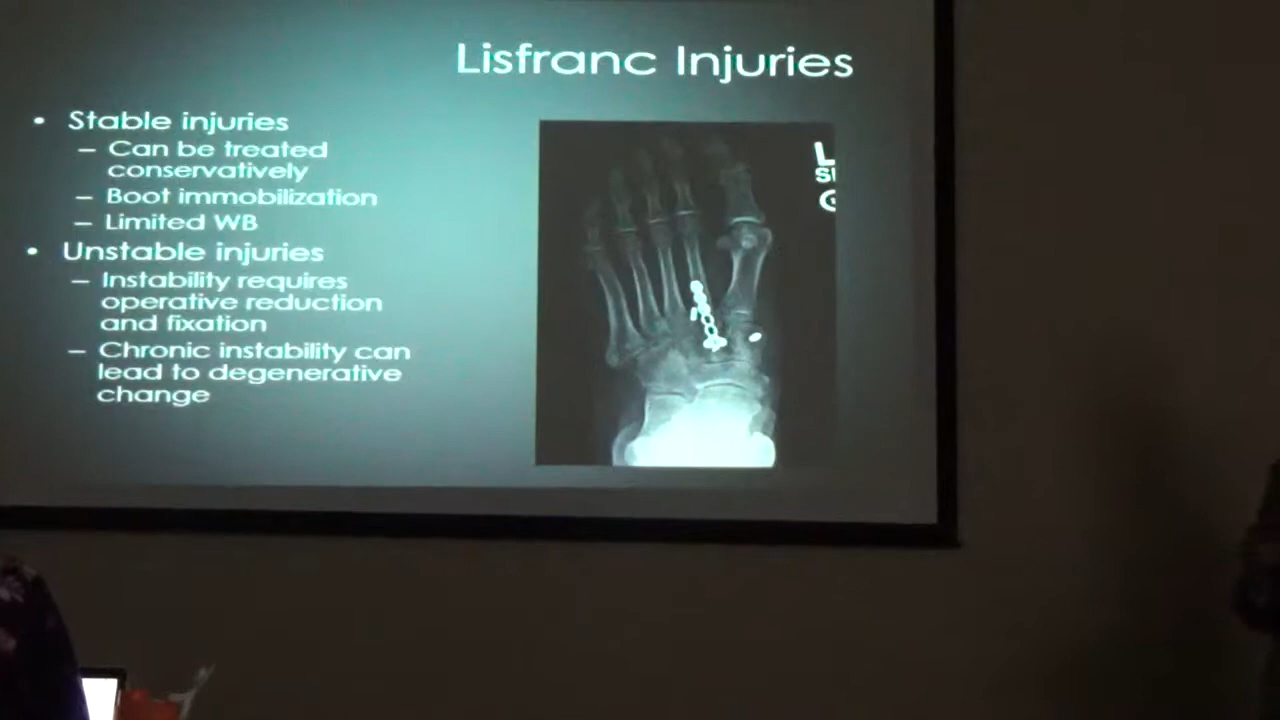 Lisfranc Injuries
• Stable injuries
– Can be treated
conservatively
– Boot immobilization
– Limited WB
• Unstable injuries
– Instability requires
operative reduction
and fixation
– Chronic instability can
lead to degenerative
change
L